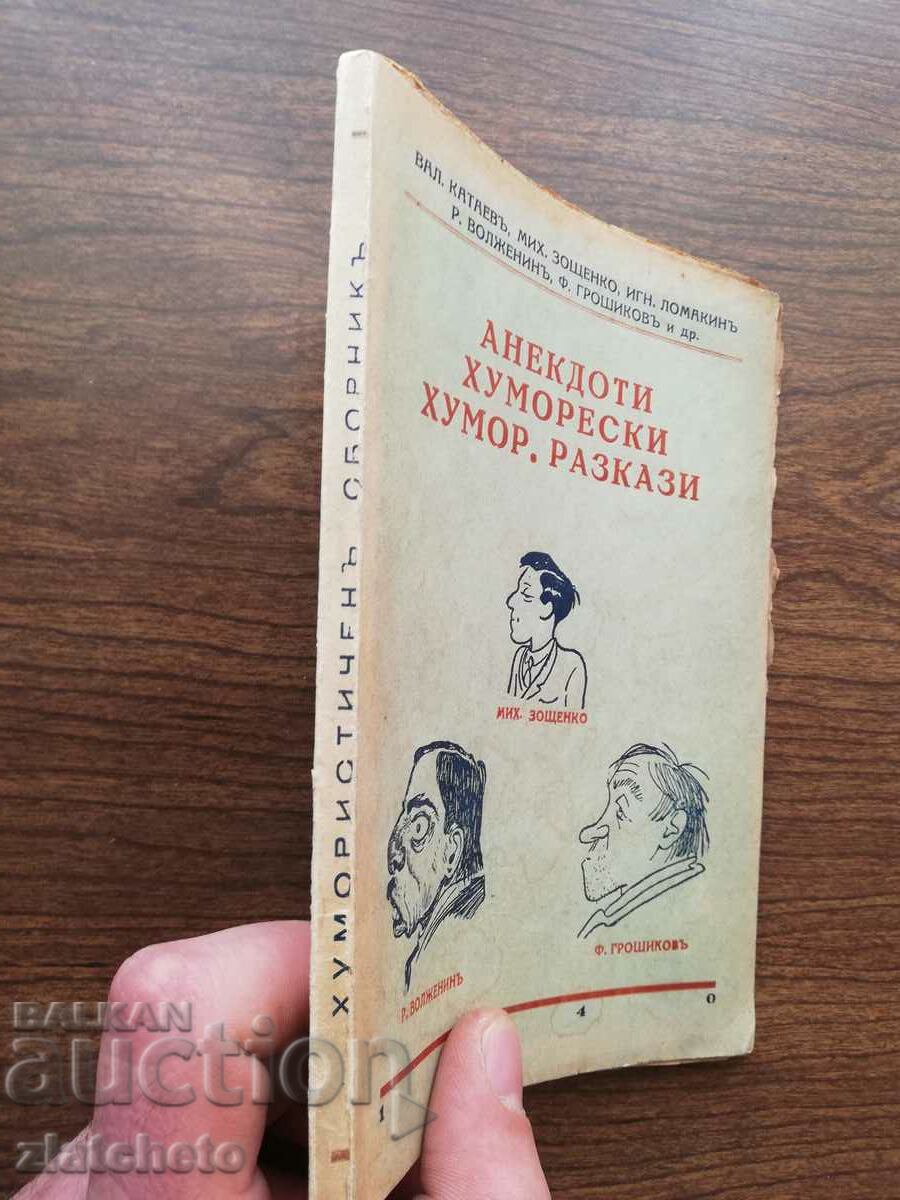 ВАЛ. КАТАЕВЪ, МИХ. ЗОЩЕНКО, ИГН. ЛОМАКИНЪ
Р. ВОЛЖЕНИНЪ, Ф. ГРОШИКОВЪ И ДР.
АНЕКДОТИ
ХУМОРЕСКИ
ХУМОР. РАЗКАЗИ
МИХ. ЗОЩЕНКО
Р. ВОЛЖЕНИНЪ
Ф. ГРОШИКОВЪ
1 4 0
ХУМОРИСТИЧЕНЪ СБОРНИКЪ
BALKAN
auction
zlatcheto